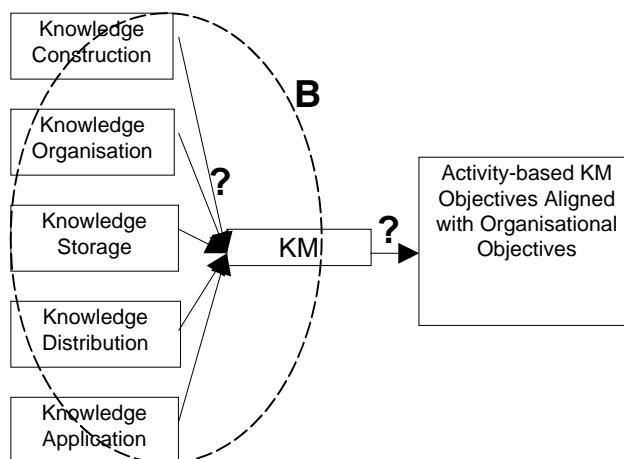 Knowledge
Construction
B
Knowledge
Organisation
?
Knowledge
Storage
KM
?
Activity-based KM
Objectives Aligned
with Organisational
Objectives
Knowledge
Distribution
Knowledge
Application